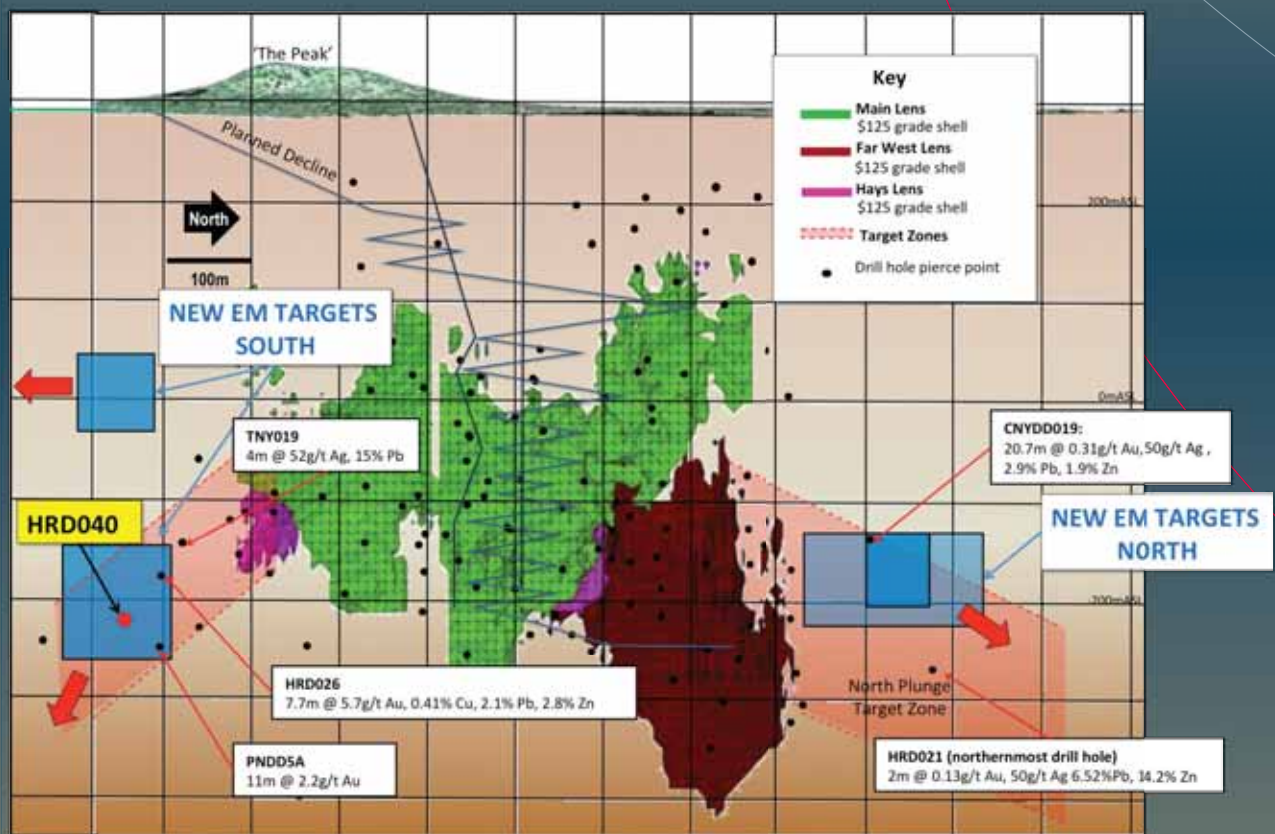 'The Peak'
Key
Main Lens
$125 grade shell
Far West Lens
$125 grade shell
Hays Lens
$125 grade shell
Target Zones
Drill hole pierce point
Planned Decline
200mASL
North
100m
NEW EM TARGETS
SOUTH
0mASL
TNY019
4m @ 52g/t Ag, 15% Pb
CNYDD019:
20.7m @ 0.31g/t Au, 50g/t Ag ,
2.9% Pb, 1.9% Zn
HRD040
NEW EM TARGETS
NORTH
-200mASL
HRD026
7.7m @ 5.7g/t Au, 0.41% Cu, 2.1% Pb, 2.8% Zn
North Plunge
Target Zone
PNDD5A
11m @ 2.2g/t Au
HRD021 (northernmost drill hole)
2m @ 0.13g/t Au, 50g/t Ag 6.52%Pb, 14.2% Zn